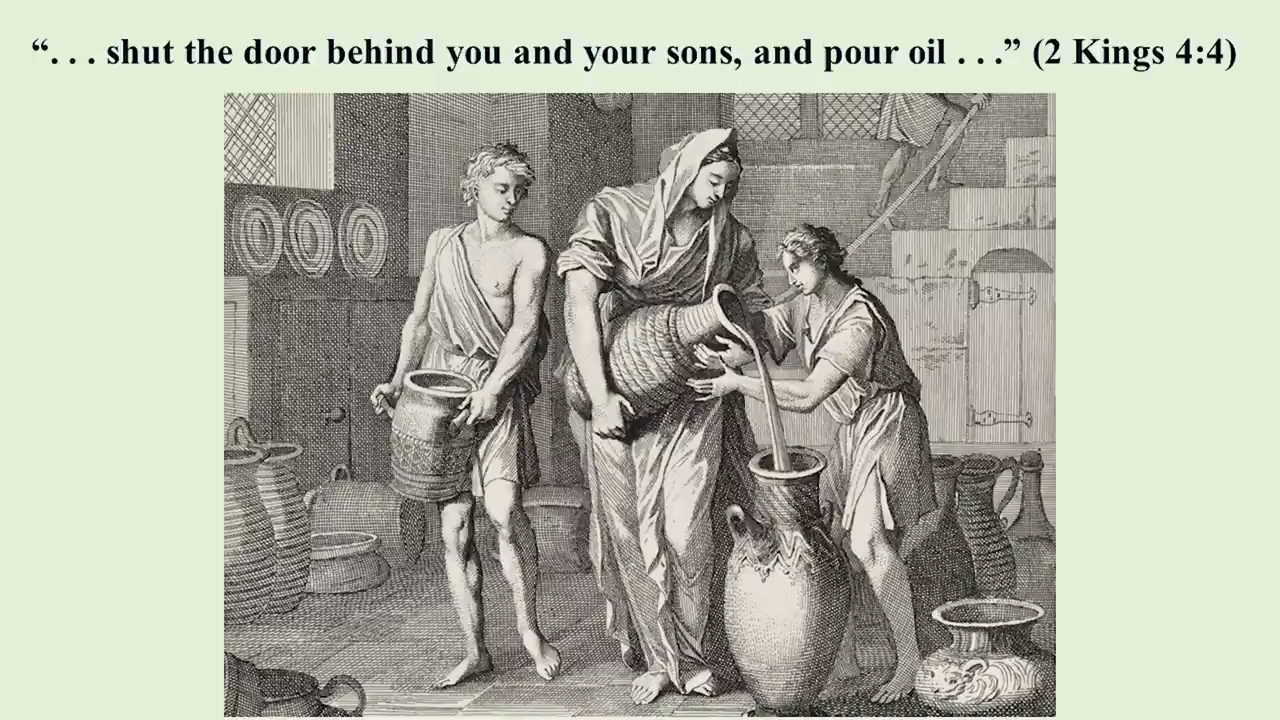 “. . . shut the door behind you and your sons, and pour oil . . .” (2 Kings 4:4)